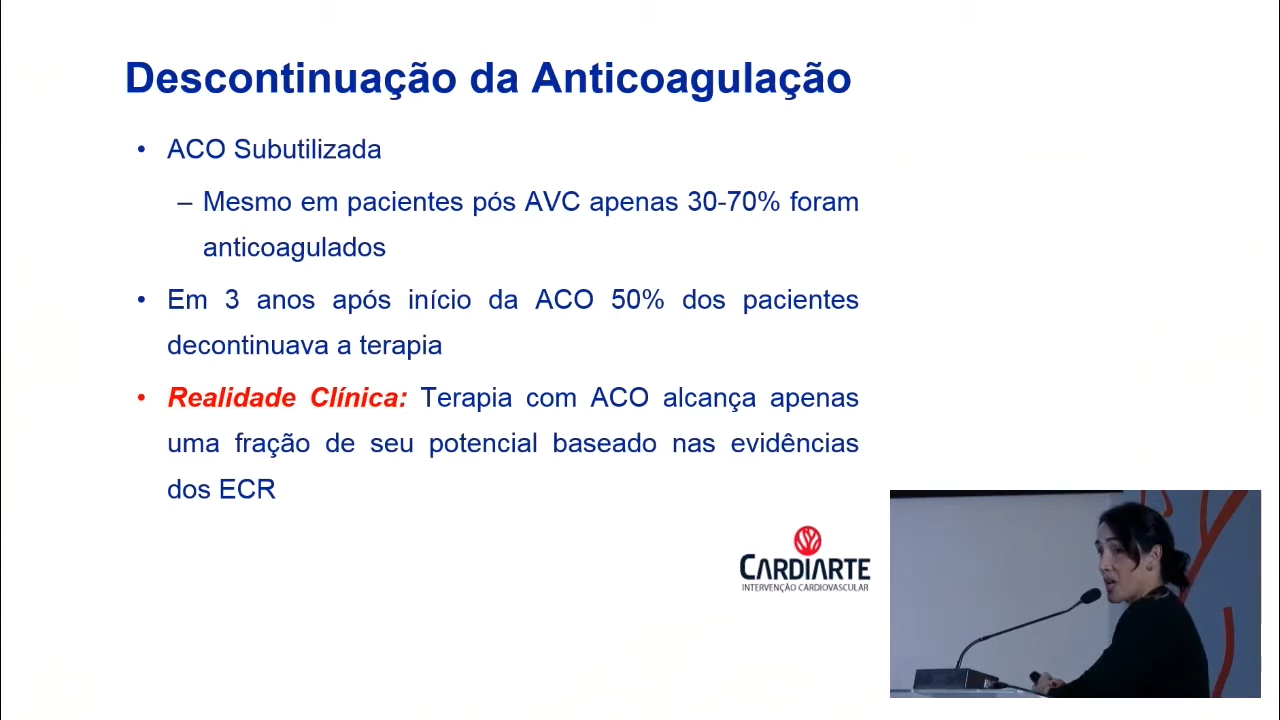 Descontinuação da Anticoagulação
• ACO Subutilizada
– Mesmo em pacientes pós AVC apenas 30-70% foram
anticoagulados
• Em 3 anos após início da ACO 50% dos pacientes
decontinuava a terapia
• Realidade Clínica: Terapia com ACO alcança apenas
uma fração de seu potencial baseado nas evidências
dos ECR
CARDIARTE
INTERVENÇÃO CARDIOVASCULAR